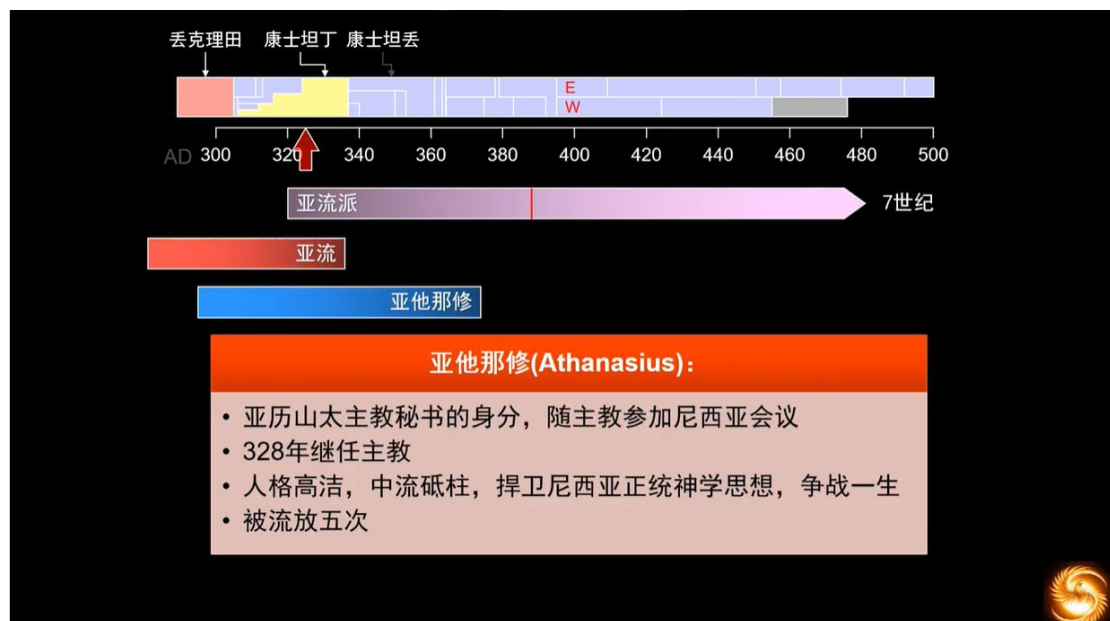 丢克理田 康士坦丁 康士坦丢
E
W
AD 300 320 340 360 380 400 420 440 460 480 500
亚流派 7世纪
亚流
亚他那修
亚他那修(Athanasius)：
• 亚历山太主教秘书的身分，随主教参加尼西亚会议
• 328年继任主教
• 人格高洁，中流砥柱，捍卫尼西亚正统神学思想，争战一生
• 被流放五次